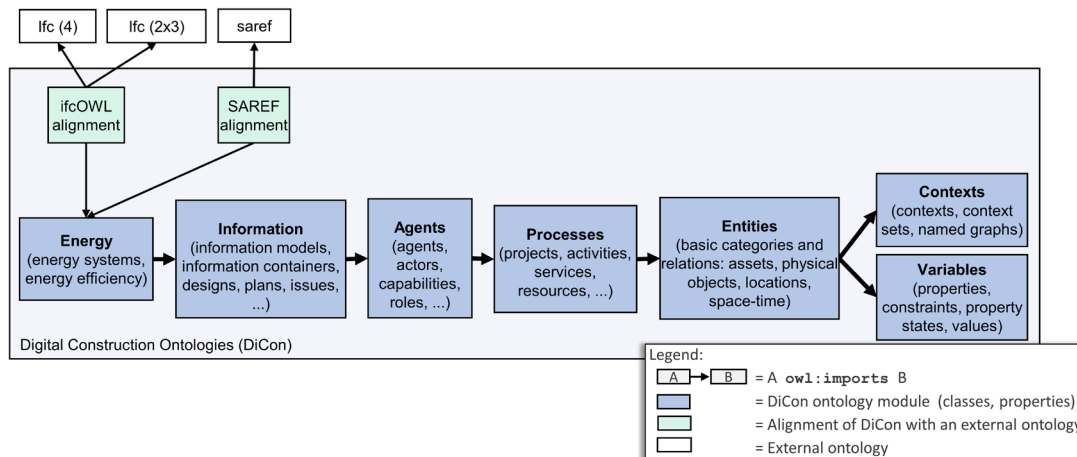 Ifc (4)
Ifc (2x3)
saref
ifcOWL
alignment
SAREF
alignment
Energy
(energy systems,
energy efficiency)
Information
(information models,
information containers,
designs, plans, issues,
...)
Agents
(agents,
actors,
capabilities,
roles, ...)
Processes
(projects, activities,
services,
resources, ...)
Entities
(basic categories and
relations: assets, physical
objects, locations,
space-time)
Contexts
(contexts, context
sets, named graphs)
Variables
(properties,
constraints, property
states, values)
Digital Construction Ontologies (DiCon)
Legend:
A B = A owl:imports B
= DiCon ontology module (classes, properties)
= Alignment of DiCon with an external ontology
= External ontology